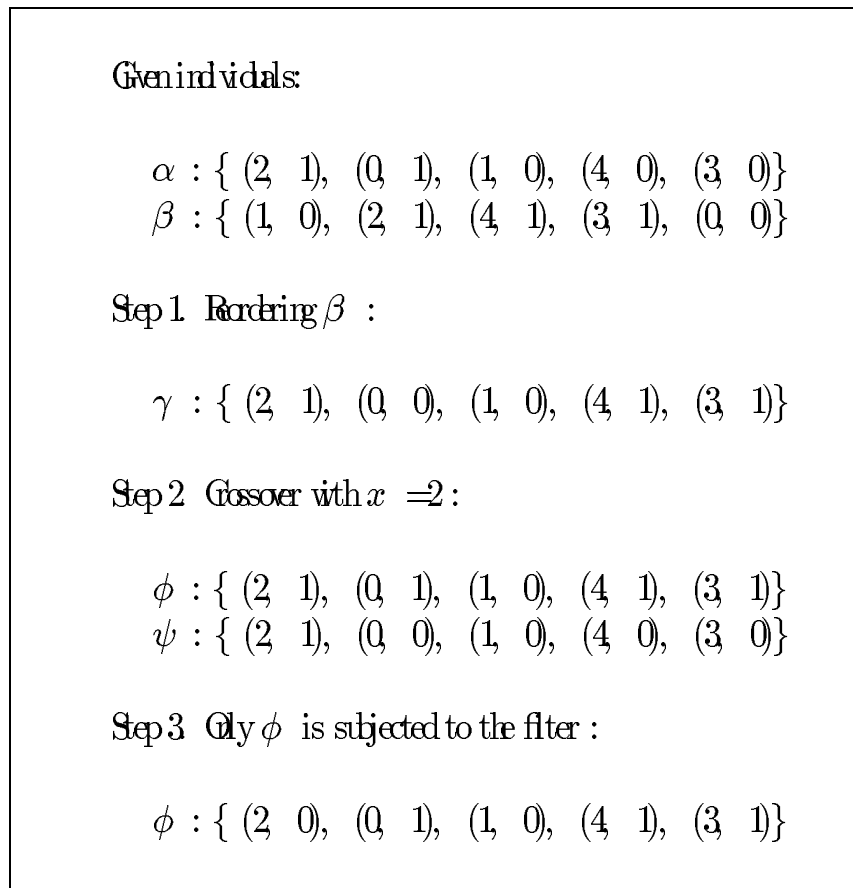 Given individuals:
α : { (2, 1), (0, 1), (1, 0), (4, 0), (3, 0)}
β : { (1, 0), (2, 1), (4, 1), (3, 1), (0, 0)}
Step 1. Reordering β :
γ : { (2, 1), (0, 0), (1, 0), (4, 1), (3, 1)}
Step 2. Crossover with x = 2 :
ϕ : { (2, 1), (0, 1), (1, 0), (4, 1), (3, 1)}
ψ : { (2, 1), (0, 0), (1, 0), (4, 0), (3, 0)}
Step 3. Only ϕ is subjected to the filter :
ϕ : { (2, 0), (0, 1), (1, 0), (4, 1), (3, 1)}